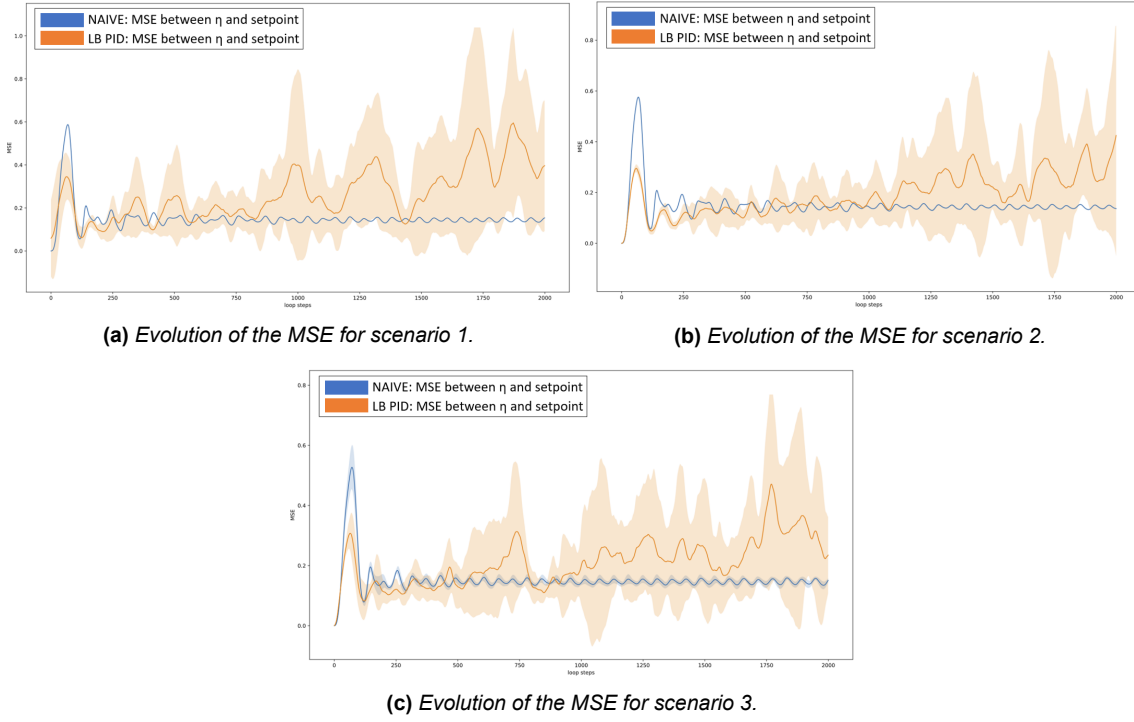 NAIVE: MSE between η and setpoint
LB PID: MSE between η and setpoint
1.0
0.8
0.6
0.4
0.2
0.0
MSE
0 250 500 750 1000 1250 1500 1750 2000
loop steps
(a) Evolution of the MSE for scenario 1.
NAIVE: MSE between η and setpoint
LB PID: MSE between η and setpoint
0.8
0.6
0.4
0.2
0.0
MSE
0 250 500 750 1000 1250 1500 1750 2000
loop steps
(b) Evolution of the MSE for scenario 2.
NAIVE: MSE between η and setpoint
LB PID: MSE between η and setpoint
0.8
0.6
0.4
0.2
0.0
MSE
0 250 500 750 1000 1250 1500 1750 2000
loop steps
(c) Evolution of the MSE for scenario 3.